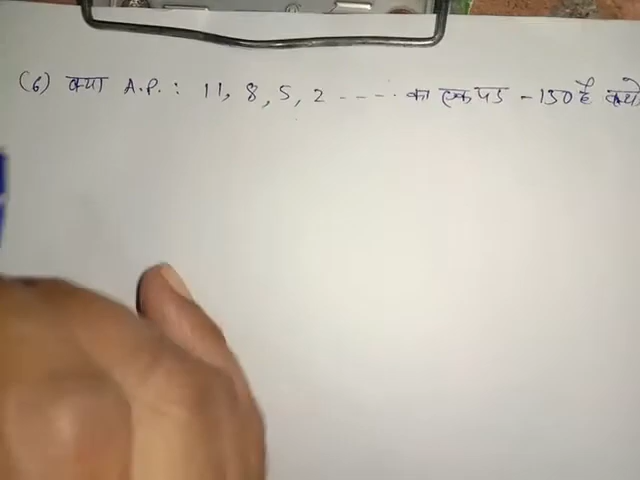 (6) क्या A.P. : 11, 8, 5, 2 ----. का एक पद -150 है क्यों